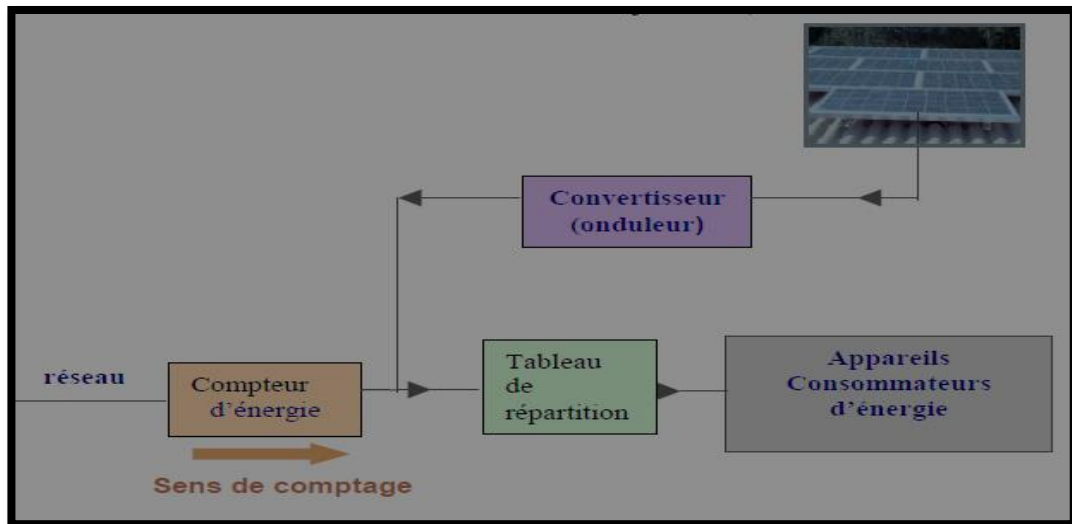 Convertisseur
(onduleur)
réseau
Compteur
d’énergie
Tableau
de
répartition
Appareils
Consommateurs
d’énergie
Sens de comptage